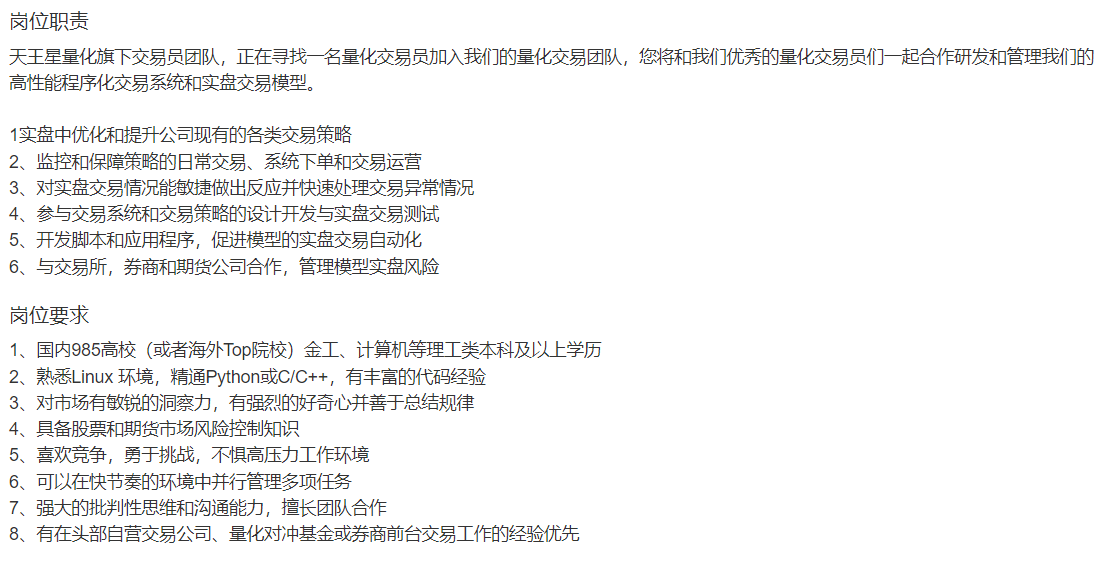 岗位职责
天王星量化旗下交易员团队，正在寻找一名量化交易员加入我们的量化交易团队，您将和我们优秀的量化交易员们一起合作研发和管理我们的
高性能程序化交易系统和实盘交易模型。
1实盘中优化和提升公司现有的各类交易策略
2、监控和保障策略的日常交易、系统下单和交易运营
3、对实盘交易情况能敏捷做出反应并快速处理交易异常情况
4、参与交易系统和交易策略的设计开发与实盘交易测试
5、开发脚本和应用程序，促进模型的实盘交易自动化
6、与交易所，券商和期货公司合作，管理模型实盘风险
岗位要求
1、国内985高校（或者海外Top院校）金工、计算机等理工类本科及以上学历
2、熟悉Linux 环境，精通Python或C/C++，有丰富的代码经验
3、对市场有敏锐的洞察力，有强烈的好奇心并善于总结规律
4、具备股票和期货市场风险控制知识
5、喜欢竞争，勇于挑战，不惧高压力工作环境
6、可以在快节奏的环境中并行管理多项任务
7、强大的批判性思维和沟通能力，擅长团队合作
8、有在头部自营交易公司、量化对冲基金或券商前台交易工作的经验优先